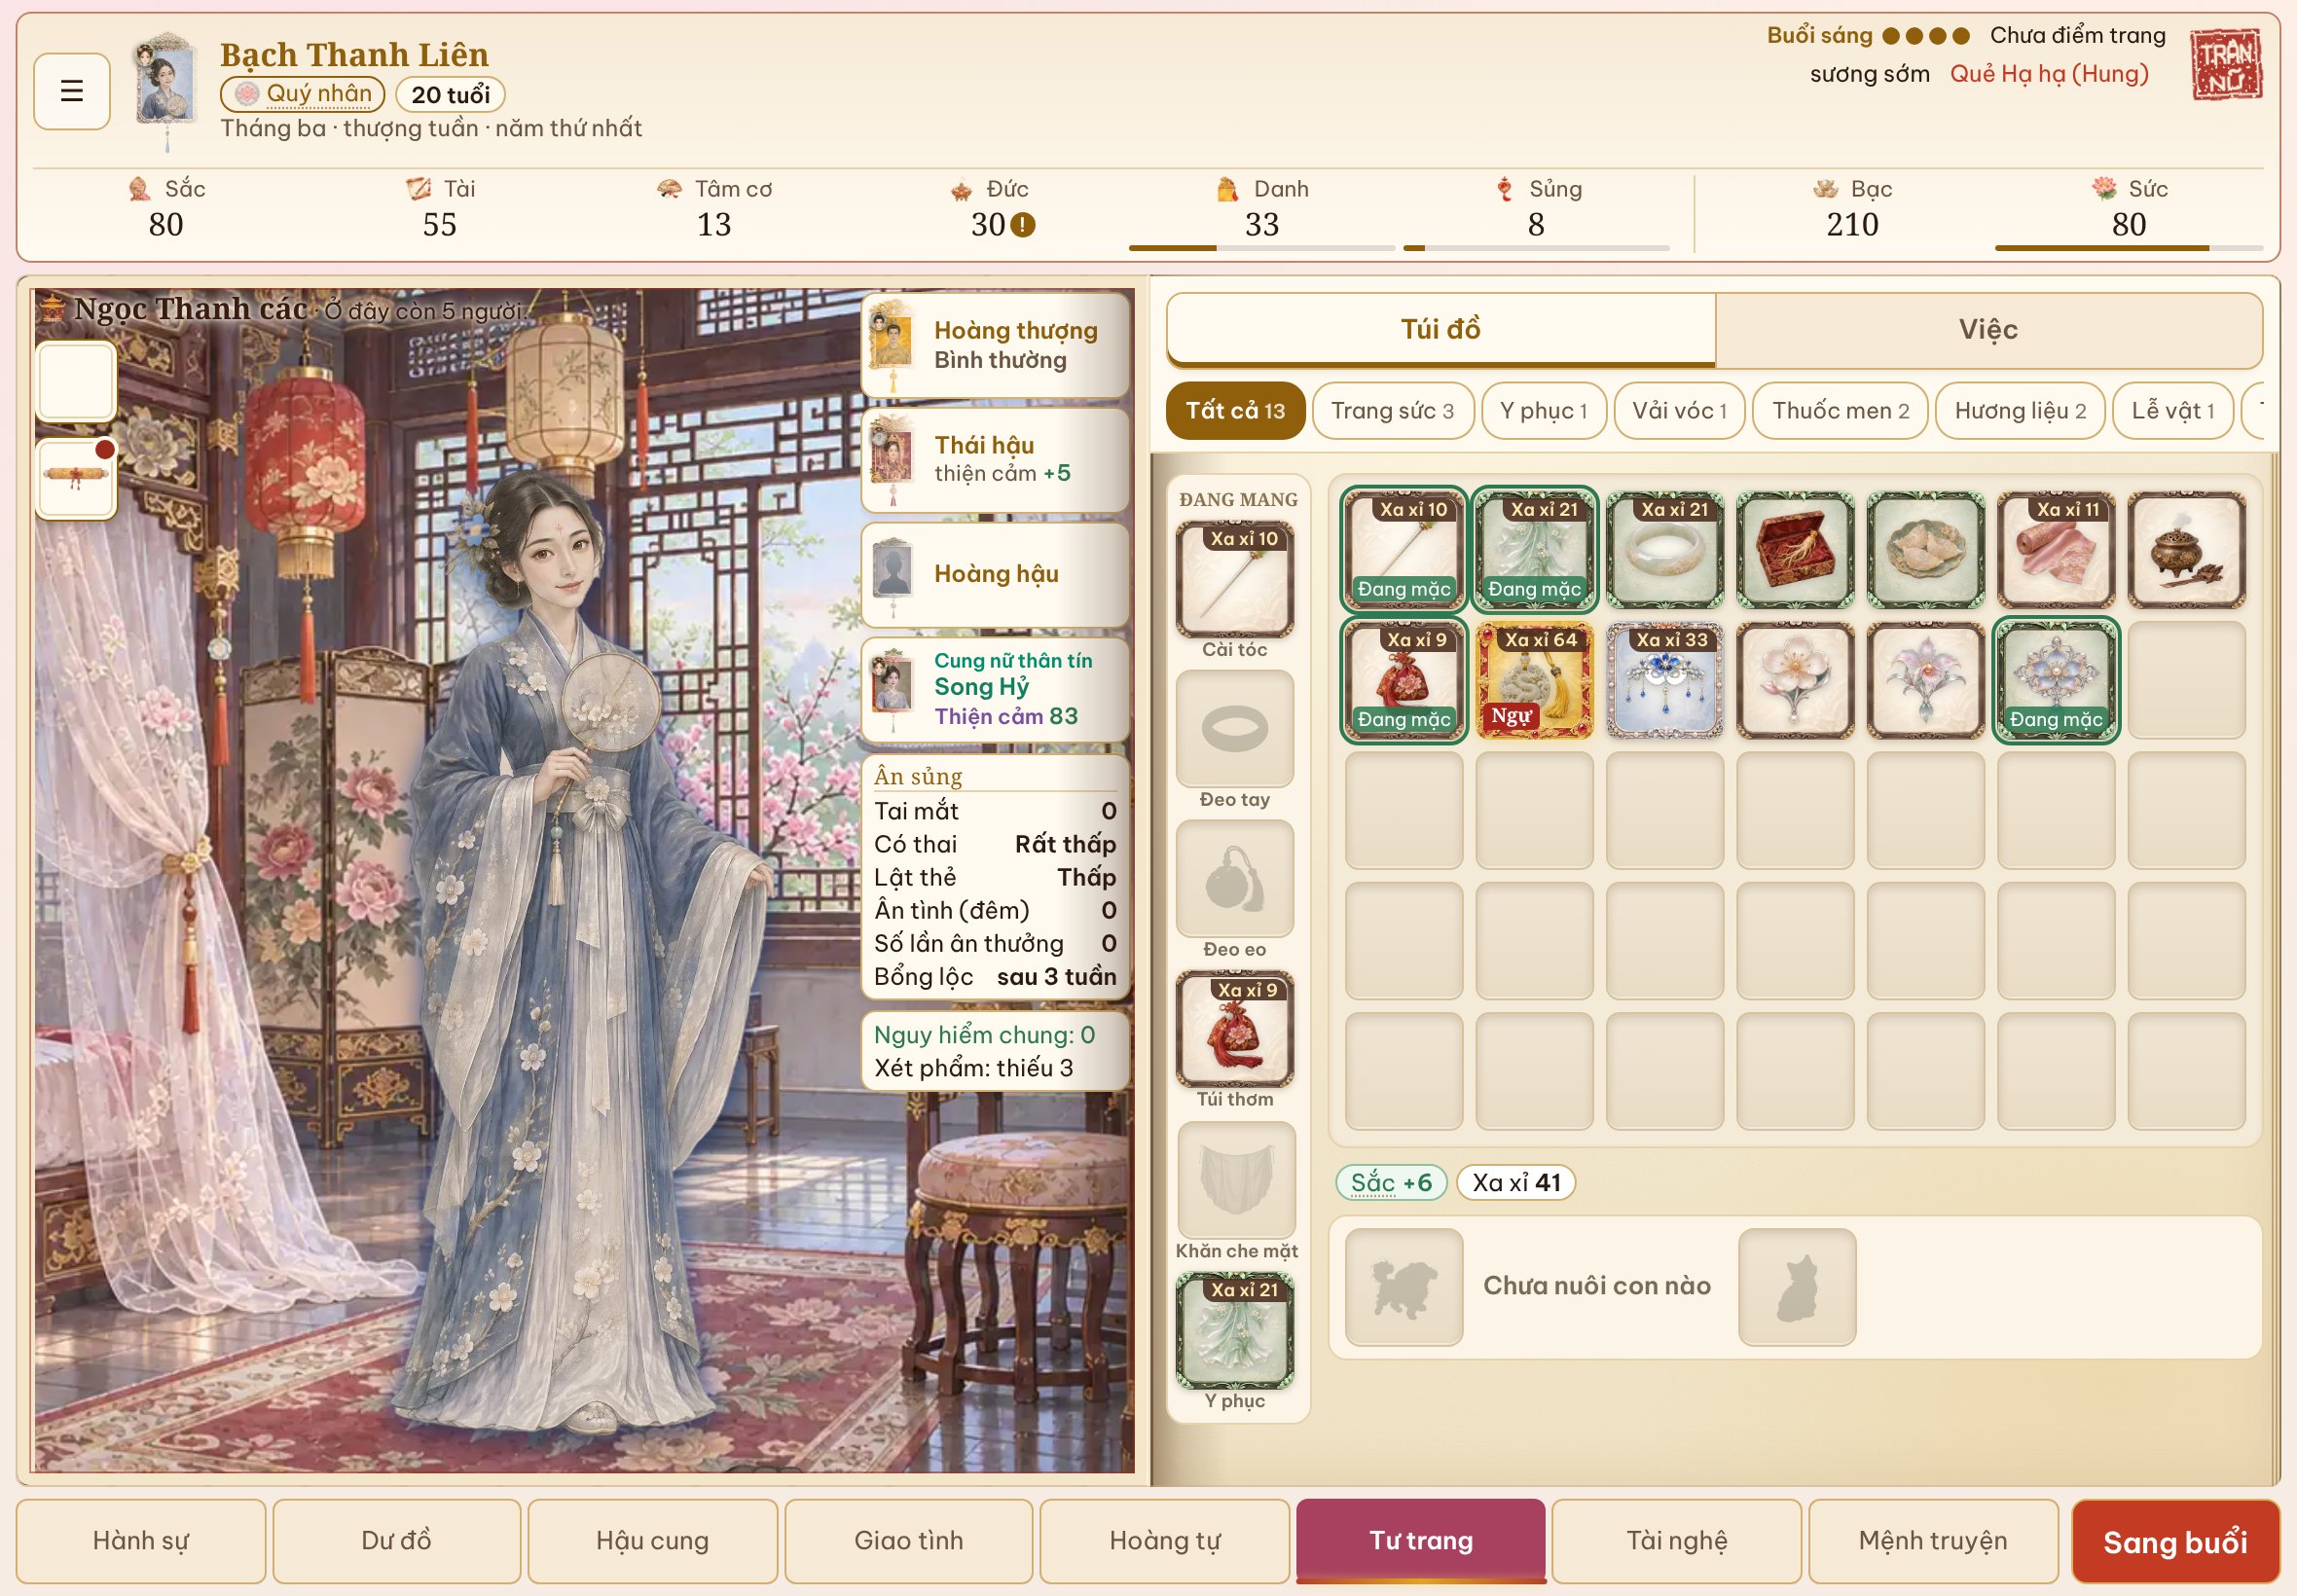 ☰
Bạch Thanh Liên
Quý nhân
20 tuổi
Tháng ba · thượng tuần · năm thứ nhất
Buổi sáng
Chưa điểm trang
sương sớm
Quẻ Hạ hạ (Hung)
TRÂN NỮ
Sắc
80
Tài
55
Tâm cơ
13
Đức
30 !
Danh
33
Sủng
8
Bạc
210
Sức
80
Ngọc Thanh các · Ở đây còn 5 người.
Hoàng thượng
Bình thường
Thái hậu
thiện cảm +5
Hoàng hậu
Cung nữ thân tín
Song Hỷ
Thiện cảm 83
Ân sủng
Tai mắt 0
Có thai Rất thấp
Lật thẻ Thấp
Ân tình (đêm) 0
Số lần ân thưởng 0
Bổng lộc sau 3 tuần
Nguy hiểm chung: 0
Xét phẩm: thiếu 3
Túi đồ
Việc
Tất cả 13
Trang sức 3
Y phục 1
Vải vóc 1
Thuốc men 2
Hương liệu 2
Lễ vật 1
ĐANG MANG
Xa xỉ 10
Cài tóc
Đeo tay
Đeo eo
Xa xỉ 9
Túi thơm
Khăn che mặt
Xa xỉ 21
Y phục
Xa xỉ 10
Đang mặc
Xa xỉ 21
Đang mặc
Xa xỉ 21
Xa xỉ 11
Xa xỉ 9
Đang mặc
Xa xỉ 64
Ngự
Xa xỉ 33
Đang mặc
Sắc +6
Xa xỉ 41
Chưa nuôi con nào
Hành sự
Dư đồ
Hậu cung
Giao tình
Hoàng tự
Tư trang
Tài nghệ
Mệnh truyện
Sang buổi